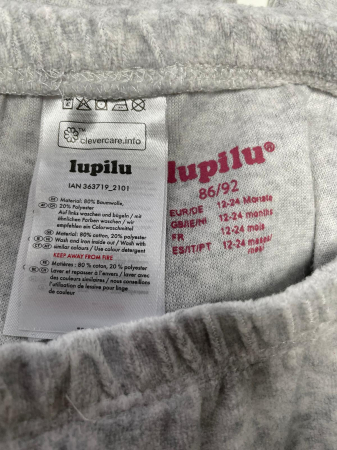 clevercare.info
lupilu
IAN 363719_2101
Material: 80% Baumwolle,
20% Polyester
Auf links waschen und bügeln / mit
ähnlichen Farben waschen / wir
empfehlen ein Colorwaschmittel
Material: 80% cotton, 20% polyester
Wash and iron inside out / Wash with
similar colours / Use colour detergent
KEEP AWAY FROM FIRE
Matières : 80 % coton, 20 % polyester
Laver et repasser à l'envers / laver avec
des couleurs similaires / nous conseillons
l'utilisation de lessive pour linge
de couleur
lupilu®
86/92
EUR/DE 12-24 Monate
GB/IE/NI 12-24 months
FR 12-24 mois
ES/IT/PT 12-24 meses/